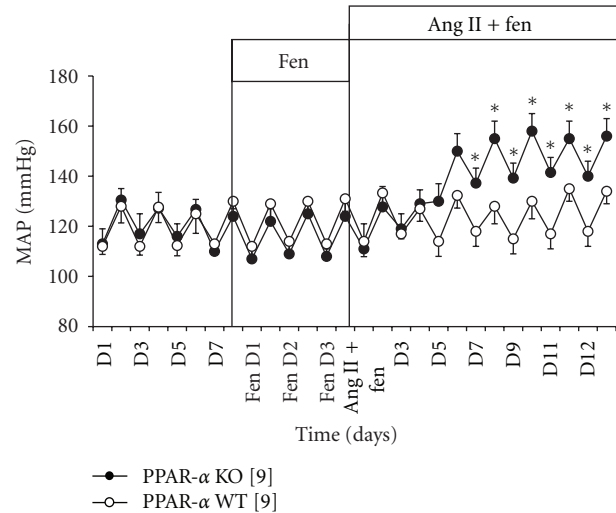 Ang II + fen
Fen
180
160
140
120
100
80
MAP (mmHg)
* * * * * * * *
D1
D3
D5
D7
Fen D1
Fen D2
Fen D3
Ang II +
fen
D3
D5
D7
D9
D11
D12
Time (days)
PPAR-α KO [9]
PPAR-α WT [9]